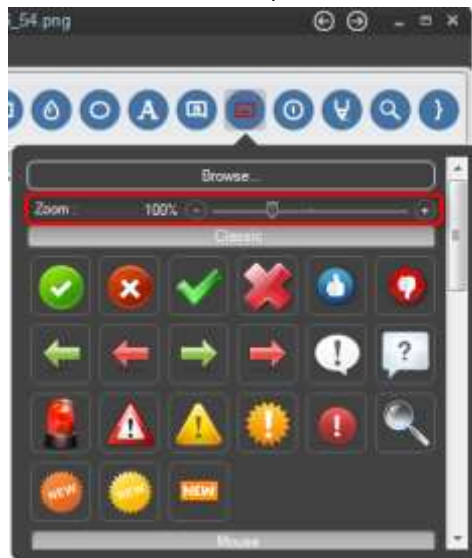 _54.png
A
Browse...
Zoom : 100%
Classic
NEW NEW NEW
Mouse